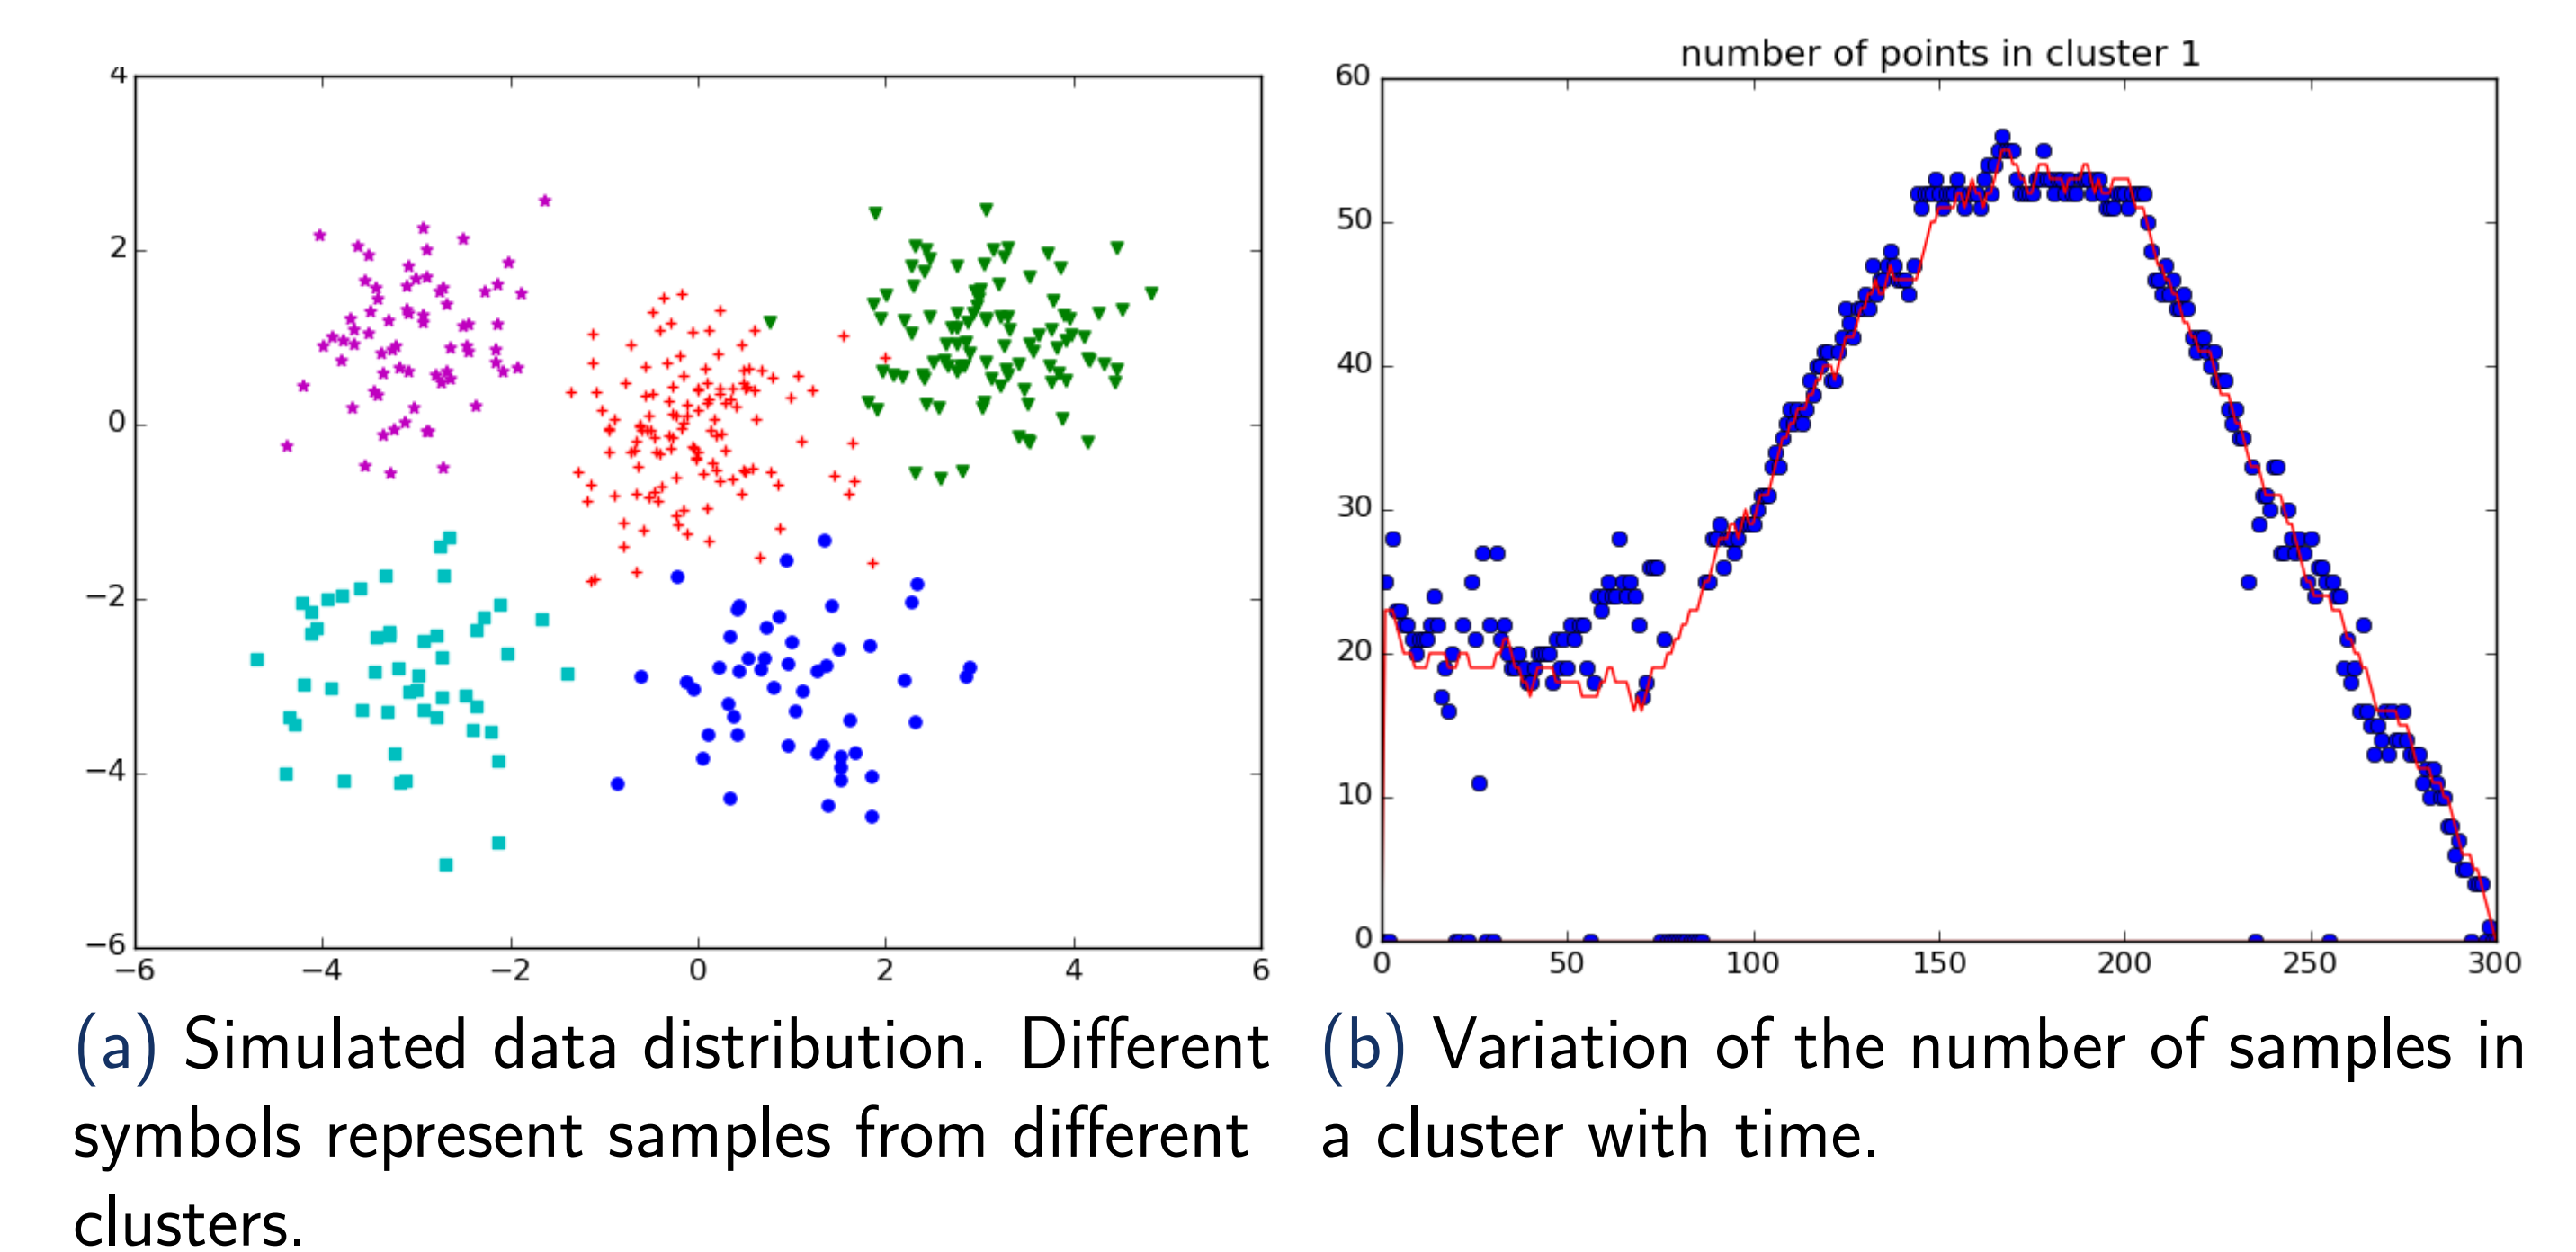 4
2
0
−2
−4
−6
−6 −4 −2 0 2 4 6
number of points in cluster 1
60
50
40
30
20
10
0
0 50 100 150 200 250 300
(a) Simulated data distribution. Different
symbols represent samples from different
clusters.
(b) Variation of the number of samples in
a cluster with time.